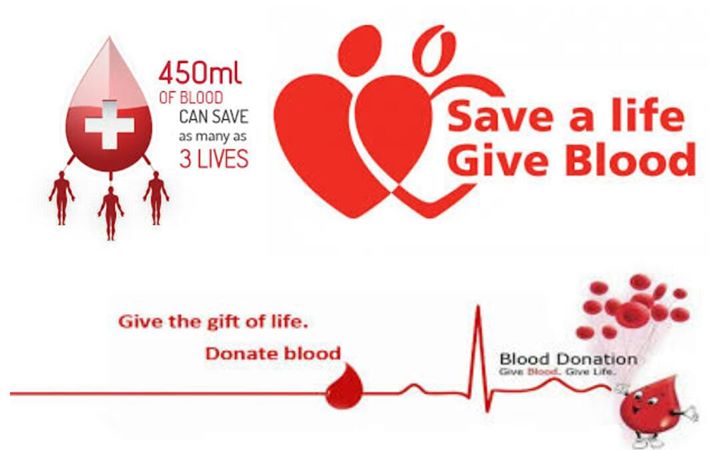 450ml
OF BLOOD
CAN SAVE
as many as
3 LIVES
Save a life
Give Blood
Give the gift of life.
Donate blood
Blood Donation
Give Blood. Give Life.